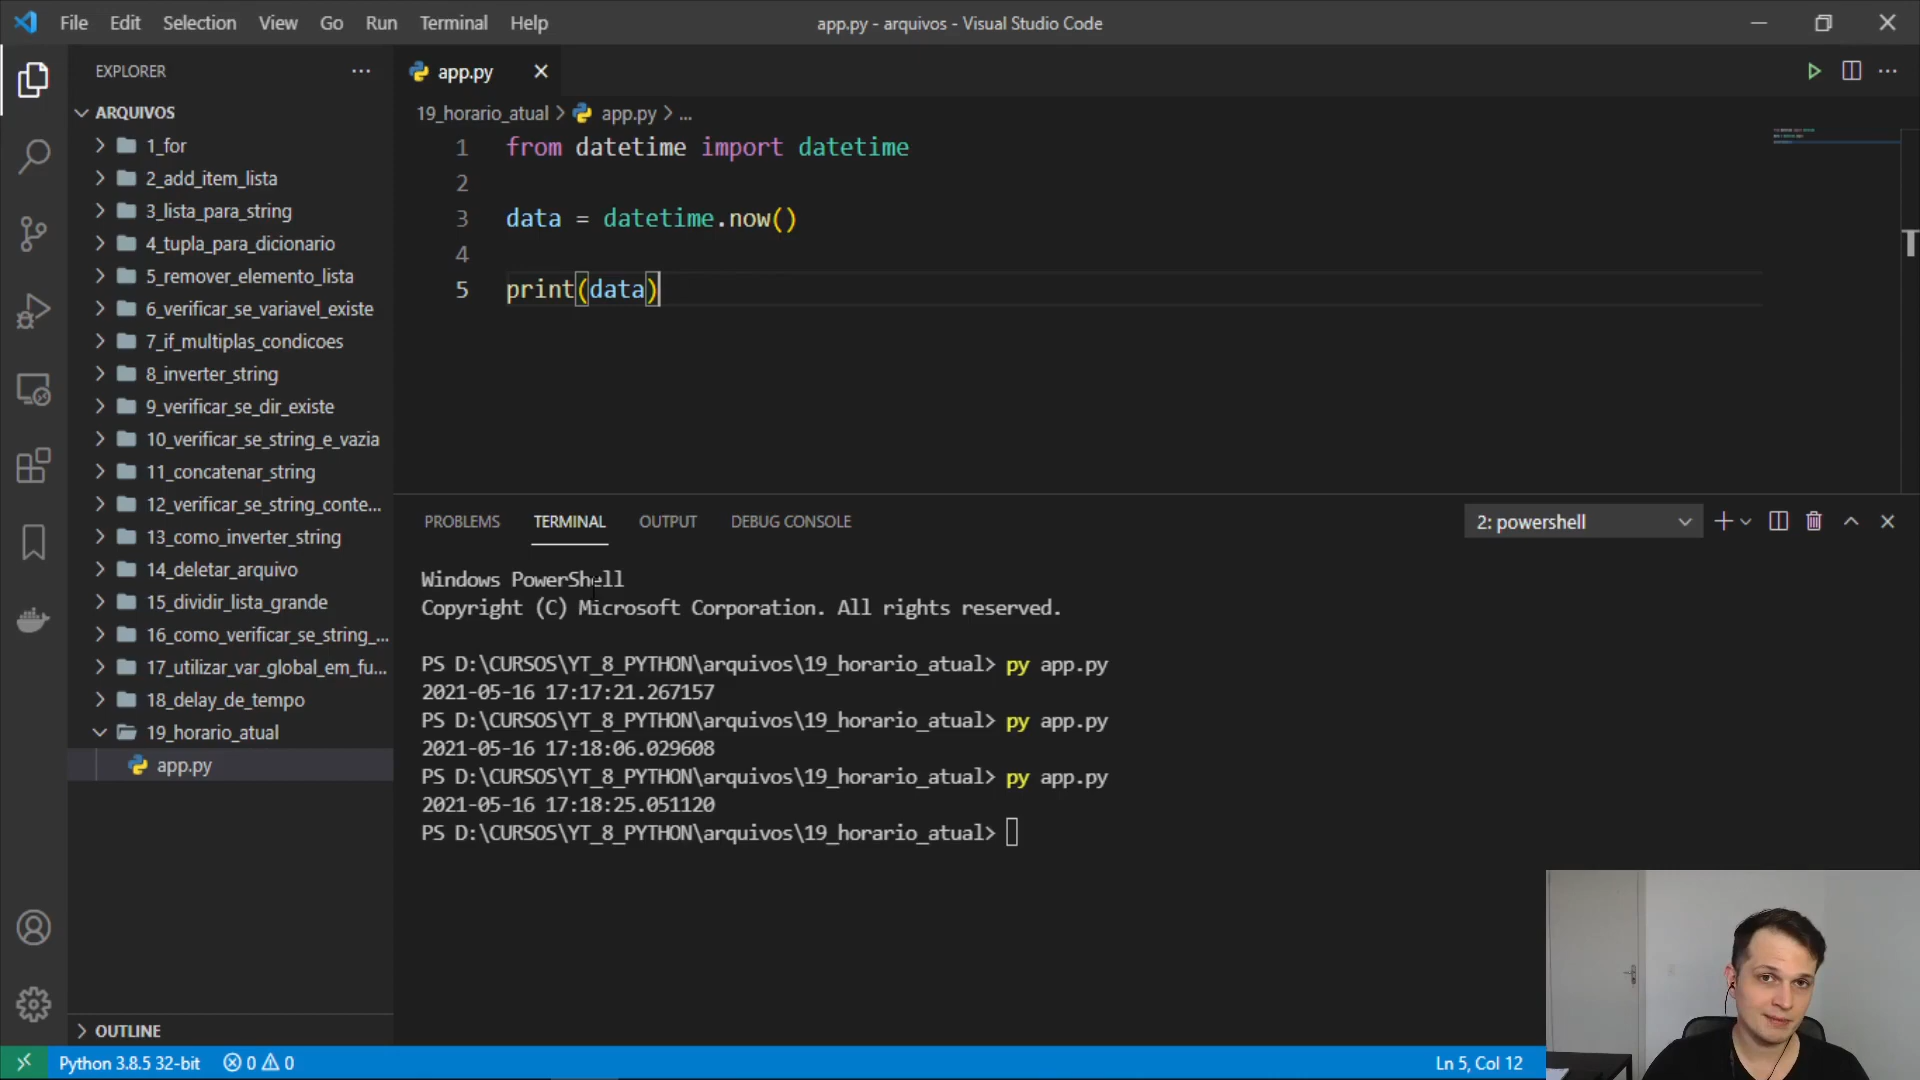 File Edit Selection View Go Run Terminal Help
app.py - arquivos - Visual Studio Code
EXPLORER
ARQUIVOS
1_for
2_add_item_lista
3_lista_para_string
4_tupla_para_dicionario
5_remover_elemento_lista
6_verificar_se_variavel_existe
7_if_multiplas_condicoes
8_inverter_string
9_verificar_se_dir_existe
10_verificar_se_string_e_vazia
11_concatenar_string
12_verificar_se_string_conte...
13_como_inverter_string
14_deletar_arquivo
15_dividir_lista_grande
16_como_verificar_se_string_...
17_utilizar_var_global_em_fu...
18_delay_de_tempo
19_horario_atual
app.py
OUTLINE
app.py
19_horario_atual > app.py > ...
1 from datetime import datetime
2
3 data = datetime.now()
4
5 print(data)
PROBLEMS TERMINAL OUTPUT DEBUG CONSOLE
2: powershell
Windows PowerShell
Copyright (C) Microsoft Corporation. All rights reserved.
PS D:\CURSOS\YT_8_PYTHON\arquivos\19_horario_atual> py app.py
2021-05-16 17:17:21.267157
PS D:\CURSOS\YT_8_PYTHON\arquivos\19_horario_atual> py app.py
2021-05-16 17:18:06.029608
PS D:\CURSOS\YT_8_PYTHON\arquivos\19_horario_atual> py app.py
2021-05-16 17:18:25.051120
PS D:\CURSOS\YT_8_PYTHON\arquivos\19_horario_atual>
Python 3.8.5 32-bit 0 0
Ln 5, Col 12